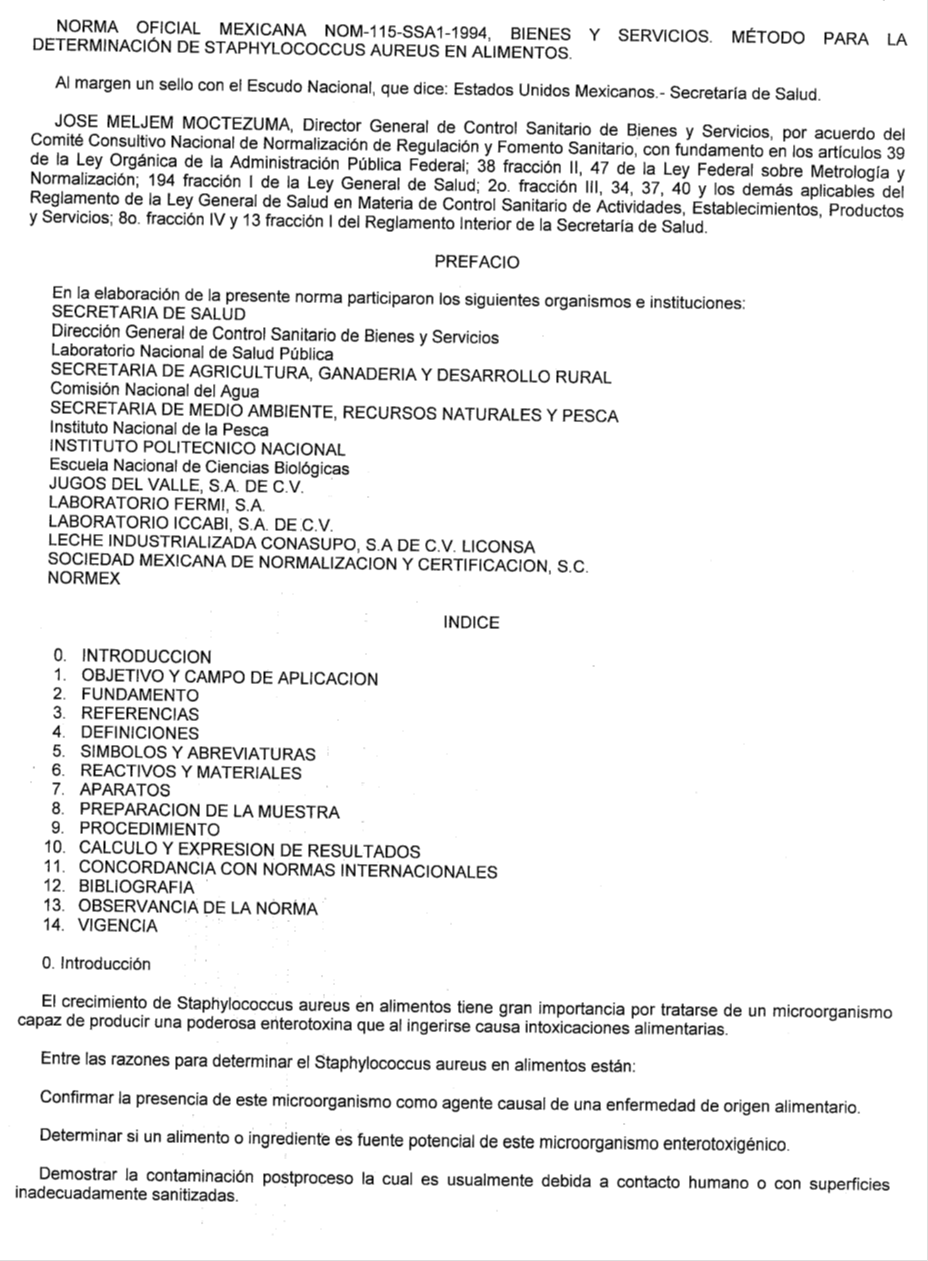 NORMA OFICIAL MEXICANA NOM-115-SSA1-1994, BIENES Y SERVICIOS. MÉTODO PARA LA
DETERMINACIÓN DE STAPHYLOCOCCUS AUREUS EN ALIMENTOS.
Al margen un sello con el Escudo Nacional, que dice: Estados Unidos Mexicanos.- Secretaría de Salud.
JOSE MELJEM MOCTEZUMA, Director General de Control Sanitario de Bienes y Servicios, por acuerdo del
Comité Consultivo Nacional de Normalización de Regulación y Fomento Sanitario, con fundamento en los artículos 39
de la Ley Orgánica de la Administración Pública Federal; 38 fracción II, 47 de la Ley Federal sobre Metrología y
Normalización; 194 fracción I de la Ley General de Salud; 2o. fracción III, 34, 37, 40 y los demás aplicables del
Reglamento de la Ley General de Salud en Materia de Control Sanitario de Actividades, Establecimientos, Productos
y Servicios; 8o. fracción IV y 13 fracción I del Reglamento Interior de la Secretaría de Salud.
PREFACIO
En la elaboración de la presente norma participaron los siguientes organismos e instituciones:
SECRETARIA DE SALUD
Dirección General de Control Sanitario de Bienes y Servicios
Laboratorio Nacional de Salud Pública
SECRETARIA DE AGRICULTURA, GANADERIA Y DESARROLLO RURAL
Comisión Nacional del Agua
SECRETARIA DE MEDIO AMBIENTE, RECURSOS NATURALES Y PESCA
Instituto Nacional de la Pesca
INSTITUTO POLITECNICO NACIONAL
Escuela Nacional de Ciencias Biológicas
JUGOS DEL VALLE, S.A. DE C.V.
LABORATORIO FERMI, S.A.
LABORATORIO ICCABI, S.A. DE C.V.
LECHE INDUSTRIALIZADA CONASUPO, S.A DE C.V. LICONSA
SOCIEDAD MEXICANA DE NORMALIZACION Y CERTIFICACION, S.C.
NORMEX
INDICE
0. INTRODUCCION
1. OBJETIVO Y CAMPO DE APLICACION
2. FUNDAMENTO
3. REFERENCIAS
4. DEFINICIONES
5. SIMBOLOS Y ABREVIATURAS
6. REACTIVOS Y MATERIALES
7. APARATOS
8. PREPARACION DE LA MUESTRA
9. PROCEDIMIENTO
10. CALCULO Y EXPRESION DE RESULTADOS
11. CONCORDANCIA CON NORMAS INTERNACIONALES
12. BIBLIOGRAFIA
13. OBSERVANCIA DE LA NORMA
14. VIGENCIA
0. Introducción
El crecimiento de Staphylococcus aureus en alimentos tiene gran importancia por tratarse de un microorganismo
capaz de producir una poderosa enterotoxina que al ingerirse causa intoxicaciones alimentarias.
Entre las razones para determinar el Staphylococcus aureus en alimentos están:
Confirmar la presencia de este microorganismo como agente causal de una enfermedad de origen alimentario.
Determinar si un alimento o ingrediente es fuente potencial de este microorganismo enterotoxigénico.
Demostrar la contaminación postproceso la cual es usualmente debida a contacto humano o con superficies
inadecuadamente sanitizadas.